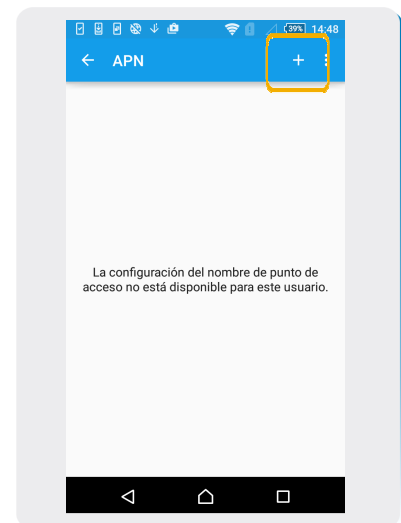 39% 14:48
APN
La configuración del nombre de punto de
acceso no está disponible para este usuario.